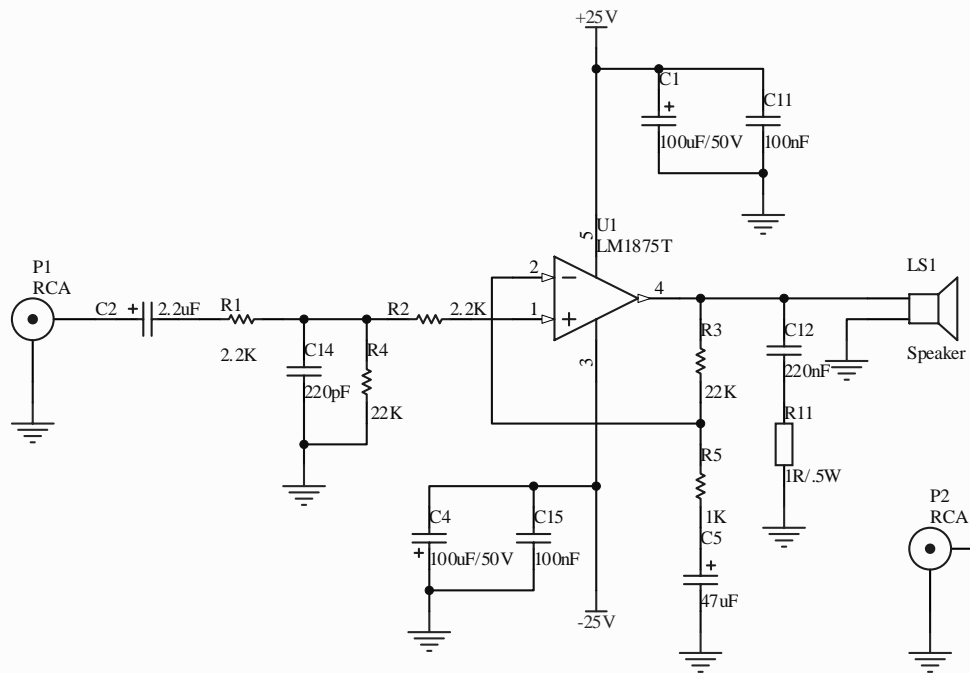 +25V
C1
+
100uF/50V
C11
100nF
5
U1
LM1875T
P1
RCA
C2
+
2.2uF
R1
2.2K
C14
220pF
R4
22K
R2
2.2K
2
1
−
+
4
3
R3
22K
C12
220nF
LS1
Speaker
R11
1R/.5W
R5
1K
C5
+
47uF
C4
+
100uF/50V
C15
100nF
-25V
P2
RCA